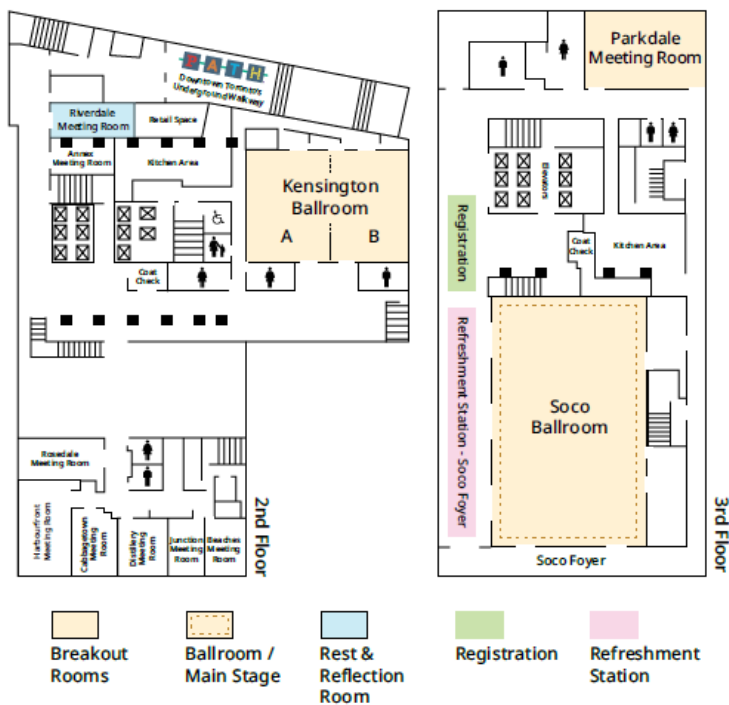 PATH
Downtown Toronto's
Underground Walkway
Riverdale
Meeting Room
Retail Space
Annex
Meeting Room
Kitchen Area
Kensington
Ballroom
A
B
Coat
Check
Rosedale
Meeting Room
Harbourfront
Meeting Room
Cabbagetown
Meeting
Room
Distillery
Meeting
Room
Junction
Meeting
Room
Beaches
Meeting
Room
2nd Floor
Parkdale
Meeting Room
Elevators
Registration
Coat
Check
Kitchen Area
Refreshment Station - Soco Foyer
Soco
Ballroom
Soco Foyer
3rd Floor
Breakout
Rooms
Ballroom /
Main Stage
Rest &
Reflection
Room
Registration
Refreshment
Station